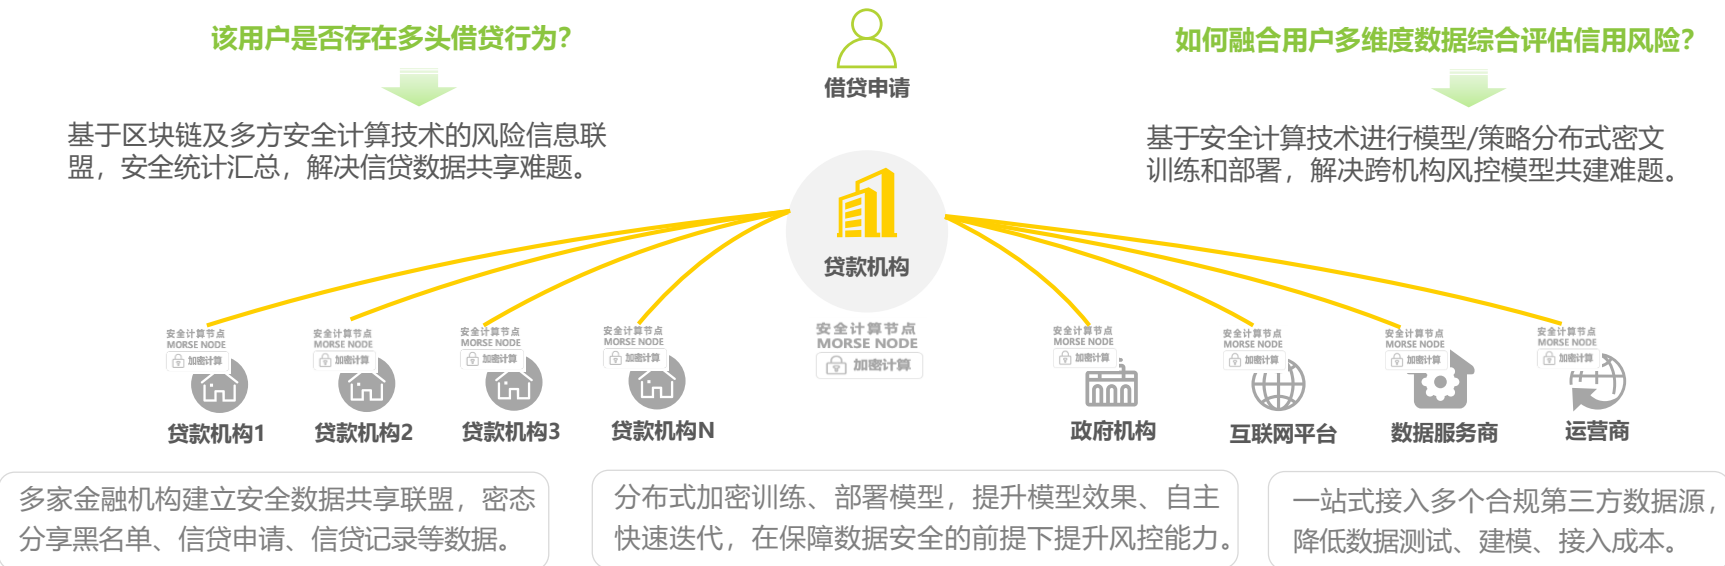 该用户是否存在多头借贷行为?
基于区块链及多方安全计算技术的风险信息联
盟，安全统计汇总，解决信贷数据共享难题。
借贷申请
如何融合用户多维度数据综合评估信用风险?
基于安全计算技术进行模型/策略分布式密文
训练和部署，解决跨机构风控模型共建难题。
贷款机构
安全计算节点
MORSE NODE
加密计算
安全计算节点
MORSE NODE
加密计算
贷款机构1
安全计算节点
MORSE NODE
加密计算
贷款机构2
安全计算节点
MORSE NODE
加密计算
贷款机构3
安全计算节点
MORSE NODE
加密计算
贷款机构N
安全计算节点
MORSE NODE
加密计算
政府机构
安全计算节点
MORSE NODE
加密计算
互联网平台
安全计算节点
MORSE NODE
加密计算
数据服务商
安全计算节点
MORSE NODE
加密计算
运营商
多家金融机构建立安全数据共享联盟，密态
分享黑名单、信贷申请、信贷记录等数据。
分布式加密训练、部署模型，提升模型效果、自主
快速迭代，在保障数据安全的前提下提升风控能力。
一站式接入多个合规第三方数据源，
降低数据测试、建模、接入成本。